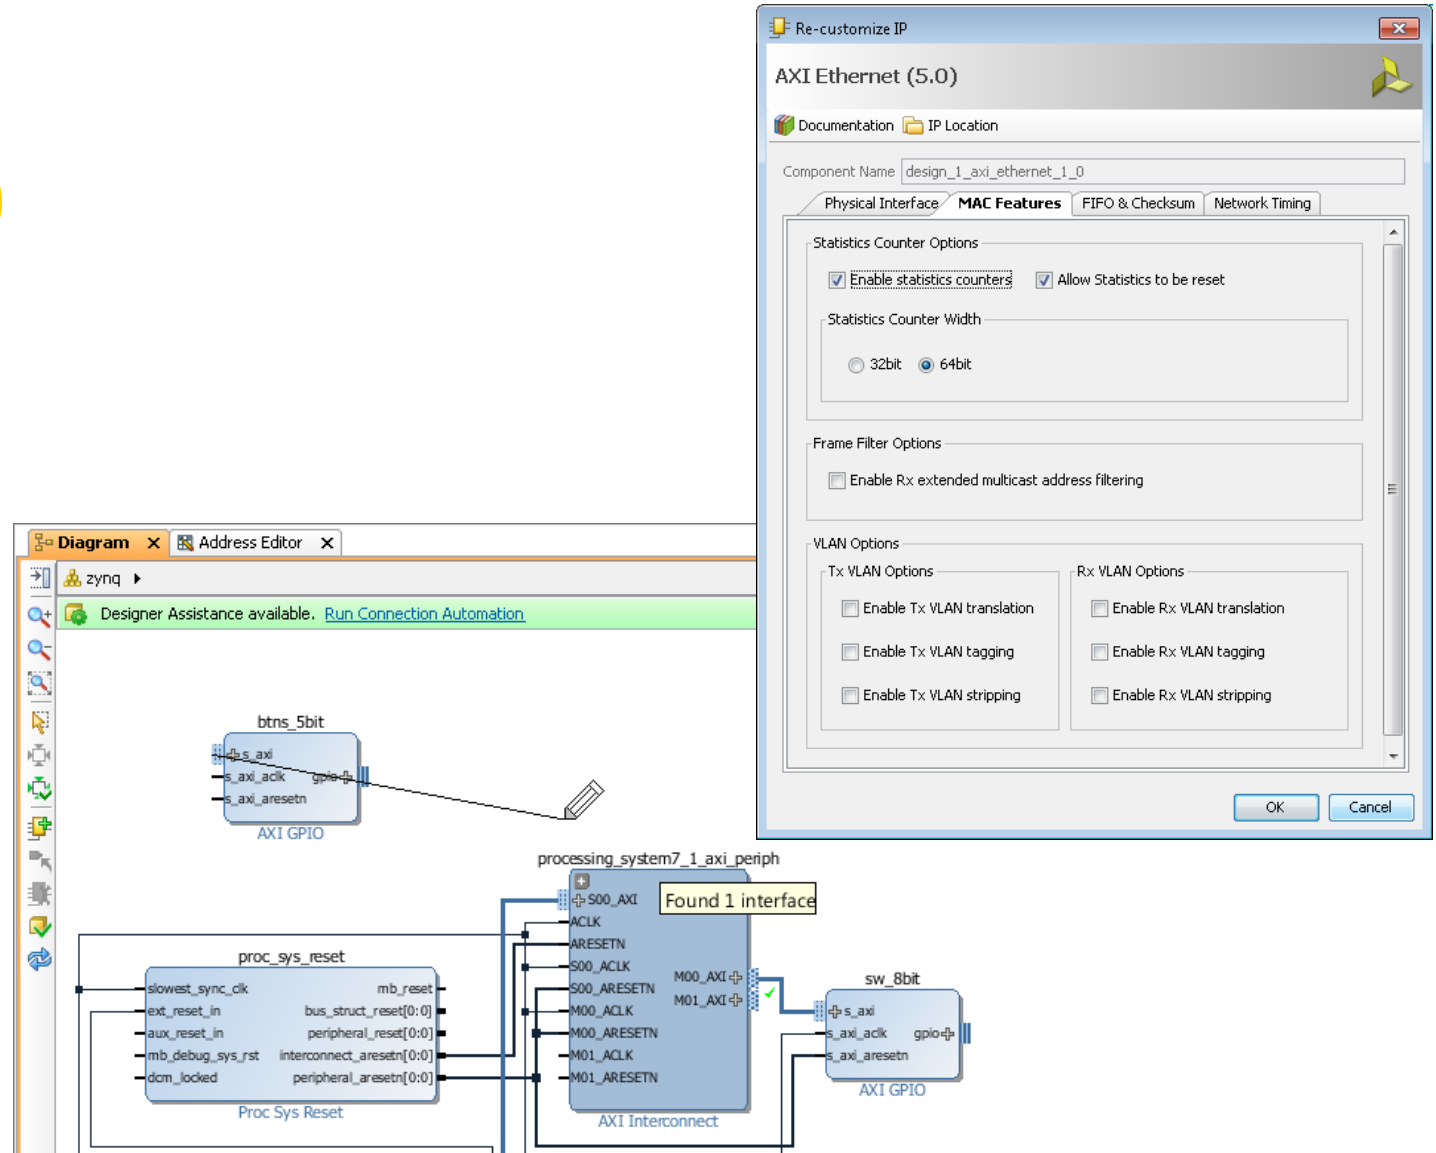 Re-customize IP
AXI Ethernet (5.0)
Documentation IP Location
Component Name design_1_axi_ethernet_1_0
Physical Interface MAC Features FIFO & Checksum Network Timing
Statistics Counter Options
Enable statistics counters Allow Statistics to be reset
Statistics Counter Width
32bit 64bit
Frame Filter Options
Enable Rx extended multicast address filtering
VLAN Options
Tx VLAN Options Rx VLAN Options
Enable Tx VLAN translation Enable Rx VLAN translation
Enable Tx VLAN tagging Enable Rx VLAN tagging
Enable Tx VLAN stripping Enable Rx VLAN stripping
OK Cancel
Diagram Address Editor
zynq
Designer Assistance available. Run Connection Automation
btns_5bit
s_axi
s_axi_aclk gpio
s_axi_aresetn
AXI GPIO
processing_system7_1_axi_periph
S00_AXI Found 1 interface
ACLK
ARESETN
S00_ACLK
S00_ARESETN
M00_ACLK
M00_ARESETN
M01_ACLK
M01_ARESETN
M00_AXI
M01_AXI
AXI Interconnect
proc_sys_reset
slowest_sync_clk mb_reset
ext_reset_in bus_struct_reset[0:0]
aux_reset_in peripheral_reset[0:0]
mb_debug_sys_rst interconnect_aresetn[0:0]
dcm_locked peripheral_aresetn[0:0]
Proc Sys Reset
sw_8bit
s_axi
s_axi_aclk gpio
s_axi_aresetn
AXI GPIO